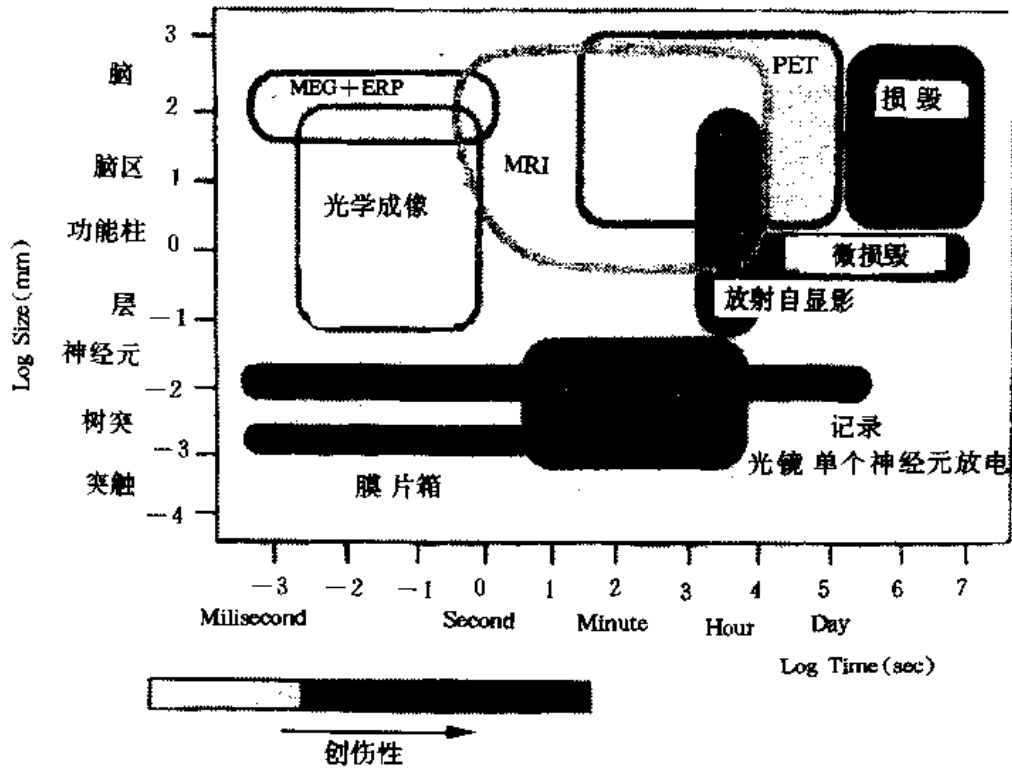 3
脑
MEG+ERP
PET
损毁
2
脑区
MRI
1
光学成像
功能柱
0
微损毁
层
放射自显影
-1
Log Size(mm)
神经元
-2
树突
记录
-3
光镜 单个神经元放电
突触
膜片箱
-4
-3 -2 -1 0 1 2 3 4 5 6 7
Milisecond Second Minute Hour Day
Log Time(sec)
创伤性